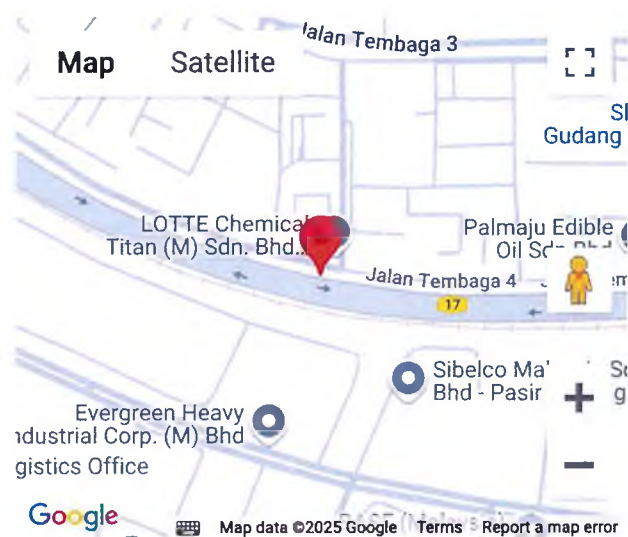 Jalan Tembaga 3
Map Satellite
Gudang
LOTTE Chemical
Titan (M) Sdn. Bhd..
Palmaju Edible
Oil Sdn Bhd
Jalan Tembaga 4
17
Sibelco Ma
Bhd - Pasir
Evergreen Heavy
ndustrial Corp. (M) Bhd
gistics Office
Google
Map data ©2025 Google Terms Report a map error